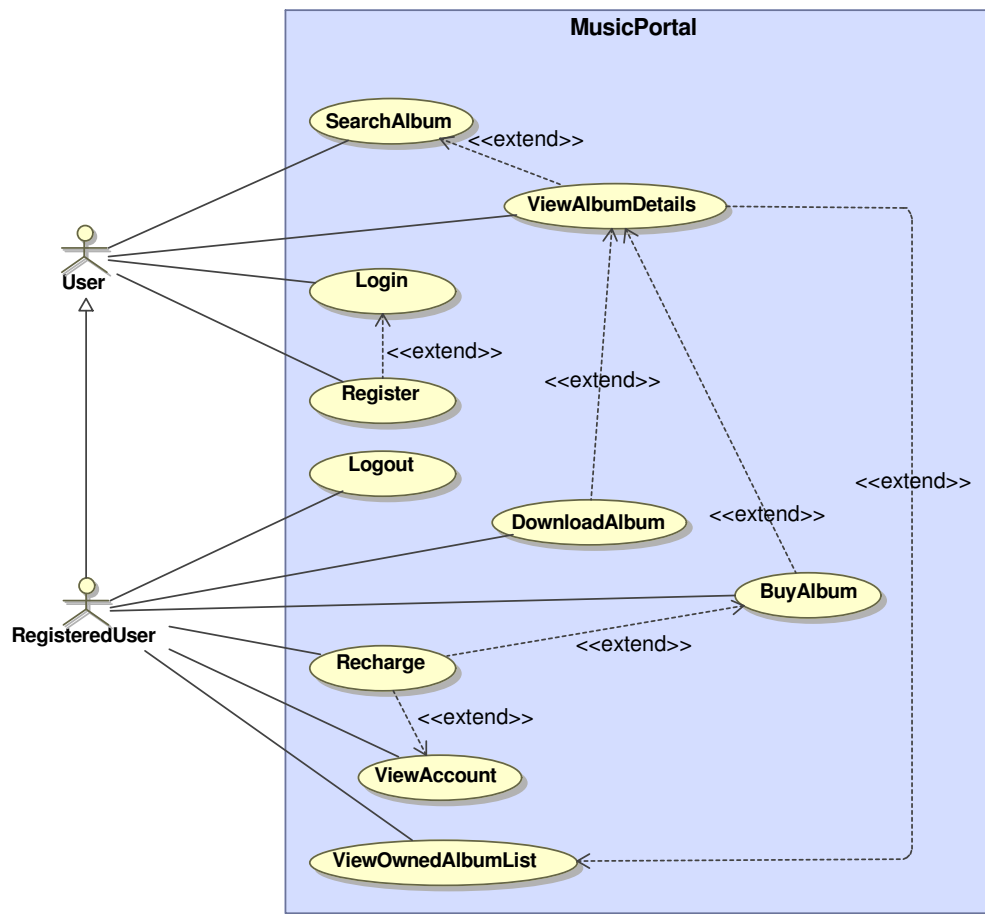 MusicPortal
SearchAlbum
<<extend>>
ViewAlbumDetails
User
Login
<<extend>>
Register
<<extend>>
Logout
<<extend>>
DownloadAlbum
<<extend>>
BuyAlbum
RegisteredUser
<<extend>>
Recharge
<<extend>>
ViewAccount
ViewOwnedAlbumList